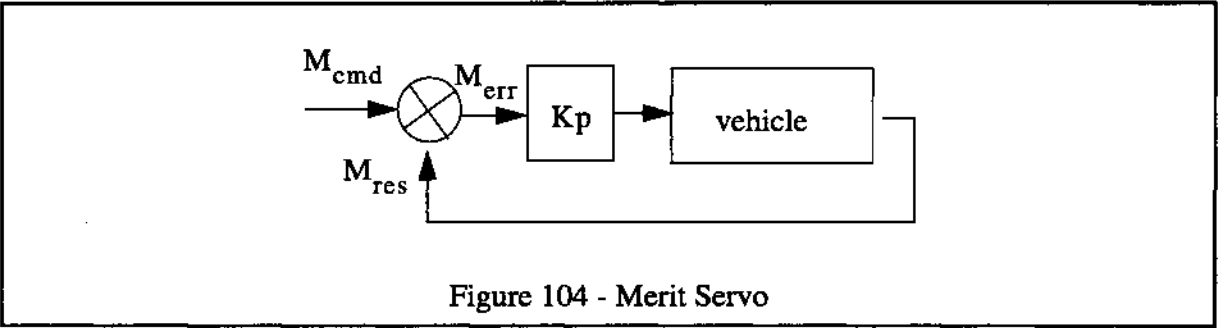 M_cmd
M_err
Kp
vehicle
M_res
Figure 104 - Merit Servo